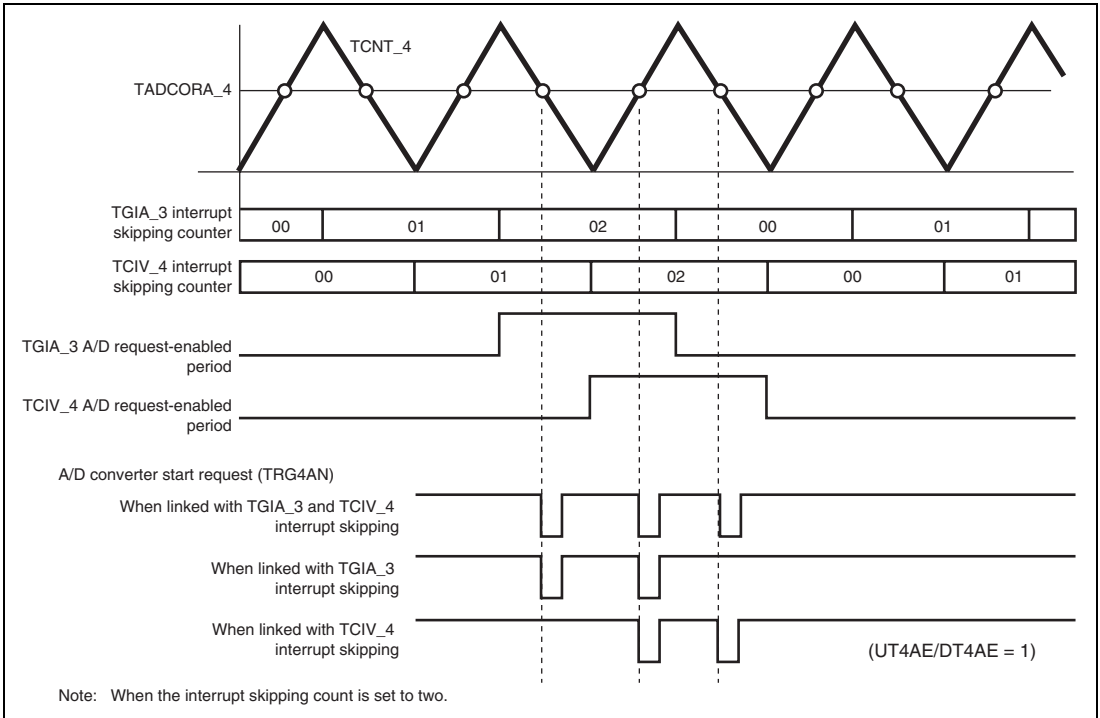 TCNT_4
TADCORA_4
TGIA_3 interrupt
skipping counter
00 01 02 00 01
TCIV_4 interrupt
skipping counter
00 01 02 00 01
TGIA_3 A/D request-enabled
period
TCIV_4 A/D request-enabled
period
A/D converter start request (TRG4AN)
When linked with TGIA_3 and TCIV_4
interrupt skipping
When linked with TGIA_3
interrupt skipping
When linked with TCIV_4
interrupt skipping
(UT4AE/DT4AE = 1)
Note: When the interrupt skipping count is set to two.